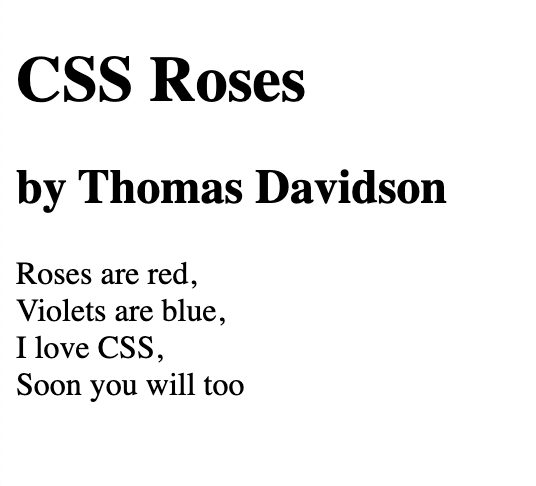 CSS Roses
by Thomas Davidson
Roses are red,
Violets are blue,
I love CSS,
Soon you will too